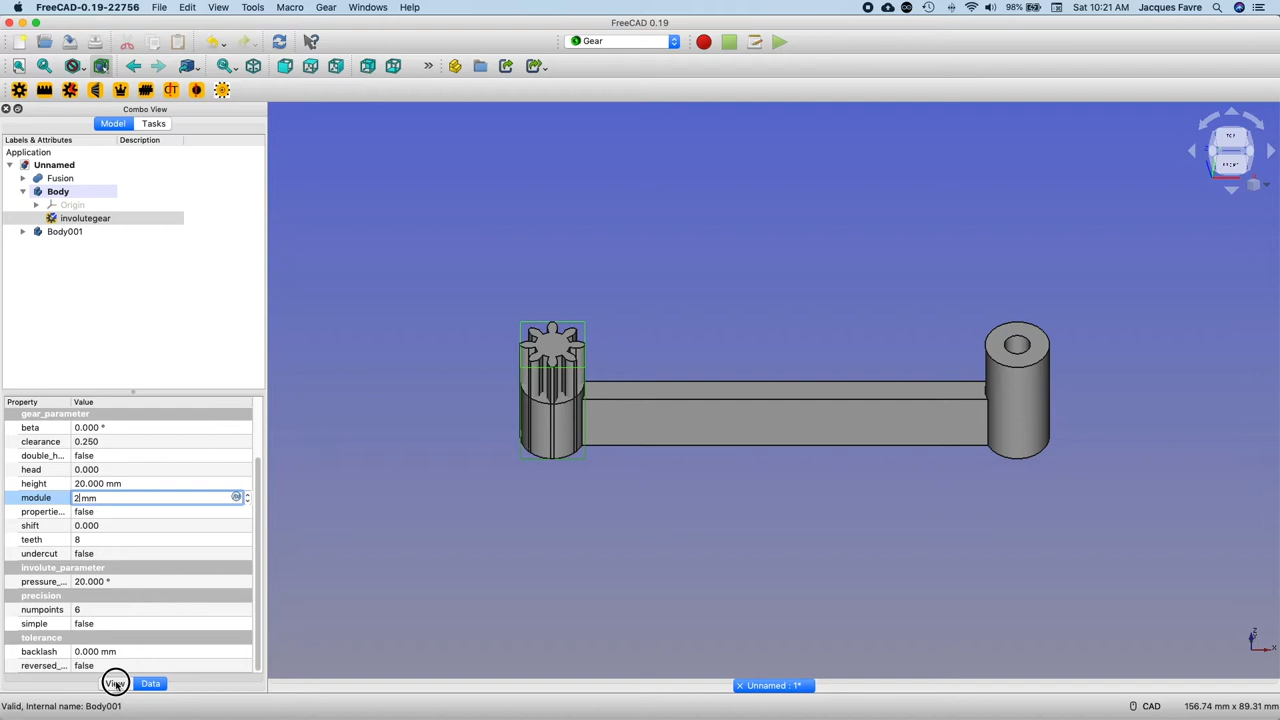 FreeCAD-0.19-22756 File Edit View Tools Macro Gear Windows Help 98% Sat 10:21 AM Jacques Favre
FreeCAD 0.19
Gear
Combo View
Model Tasks
Labels & Attributes Description
Application
Unnamed
Fusion
Body
Origin
involutegear
Body001
TOP
FRONT
Property Value
gear_parameter
beta 0.000 °
clearance 0.250
double_h... false
head 0.000
height 20.000 mm
module 2 mm
propertie... false
shift 0.000
teeth 8
undercut false
involute_parameter
pressure_... 20.000 °
precision
numpoints 6
simple false
tolerance
backlash 0.000 mm
reversed_... false
View Data
Unnamed : 1*
Valid, Internal name: Body001 CAD 156.74 mm x 89.31 mm
Z
X